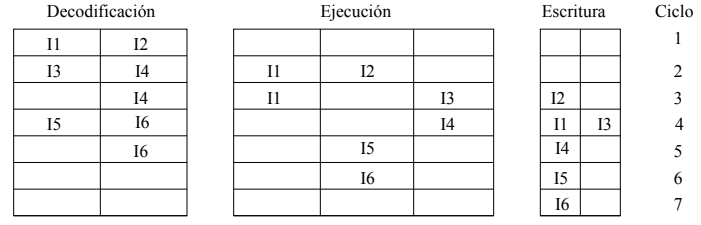 Decodificación Ejecución Escritura Ciclo
I1 I2 1
I3 I4 I1 I2 2
I4 I1 I3 I2 3
I5 I6 I4 I1 I3 4
I6 I5 I4 5
I6 I5 6
I6 7